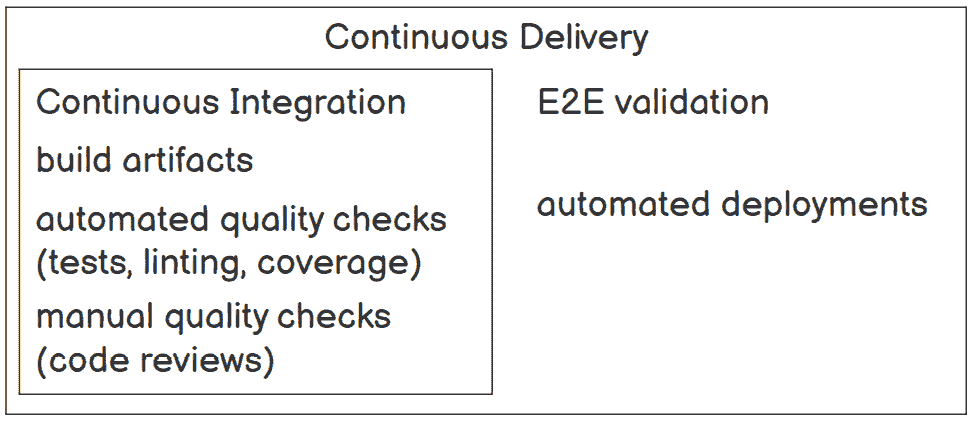 Continuous Delivery
Continuous Integration
build artifacts
automated quality checks
(tests, linting, coverage)
manual quality checks
(code reviews)
E2E validation
automated deployments